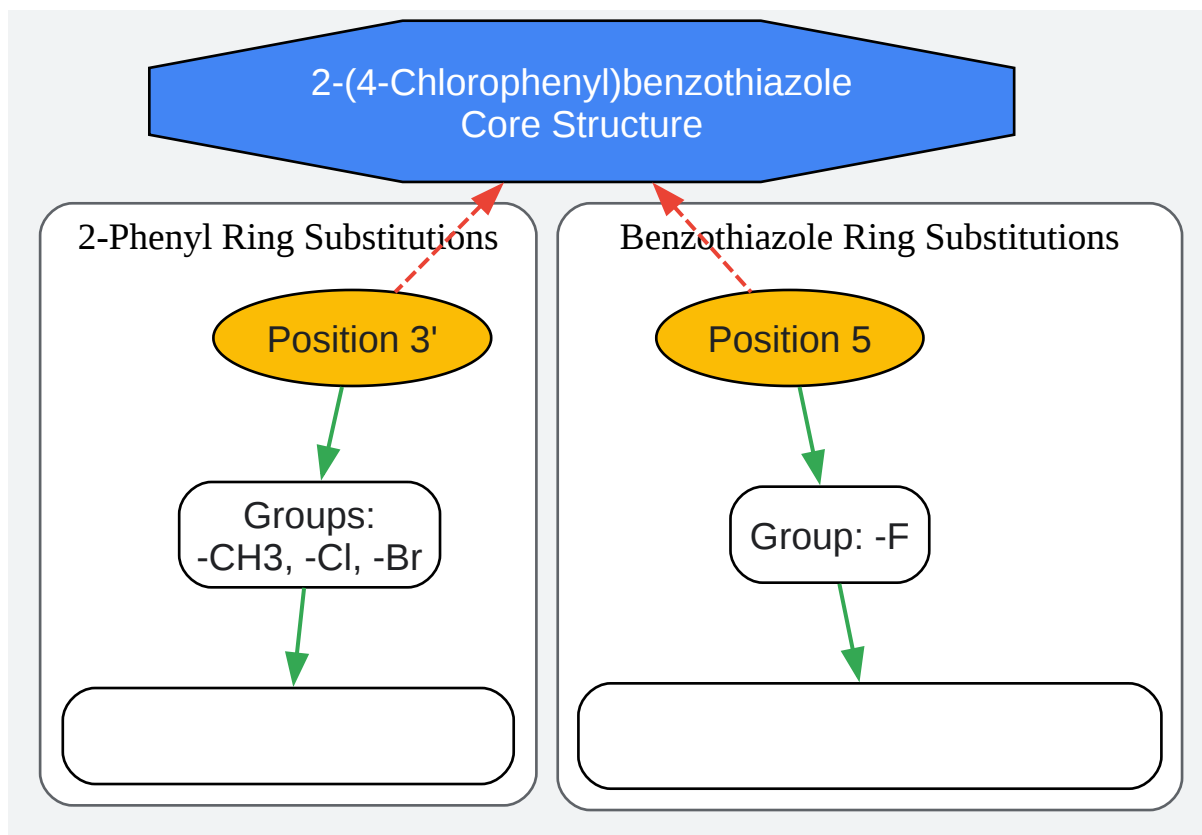 2-(4-Chlorophenyl)benzothiazole
Core Structure
2-Phenyl Ring Substitutions
Position 3'
Groups:
-CH3, -Cl, -Br
Benzothiazole Ring Substitutions
Position 5
Group: -F